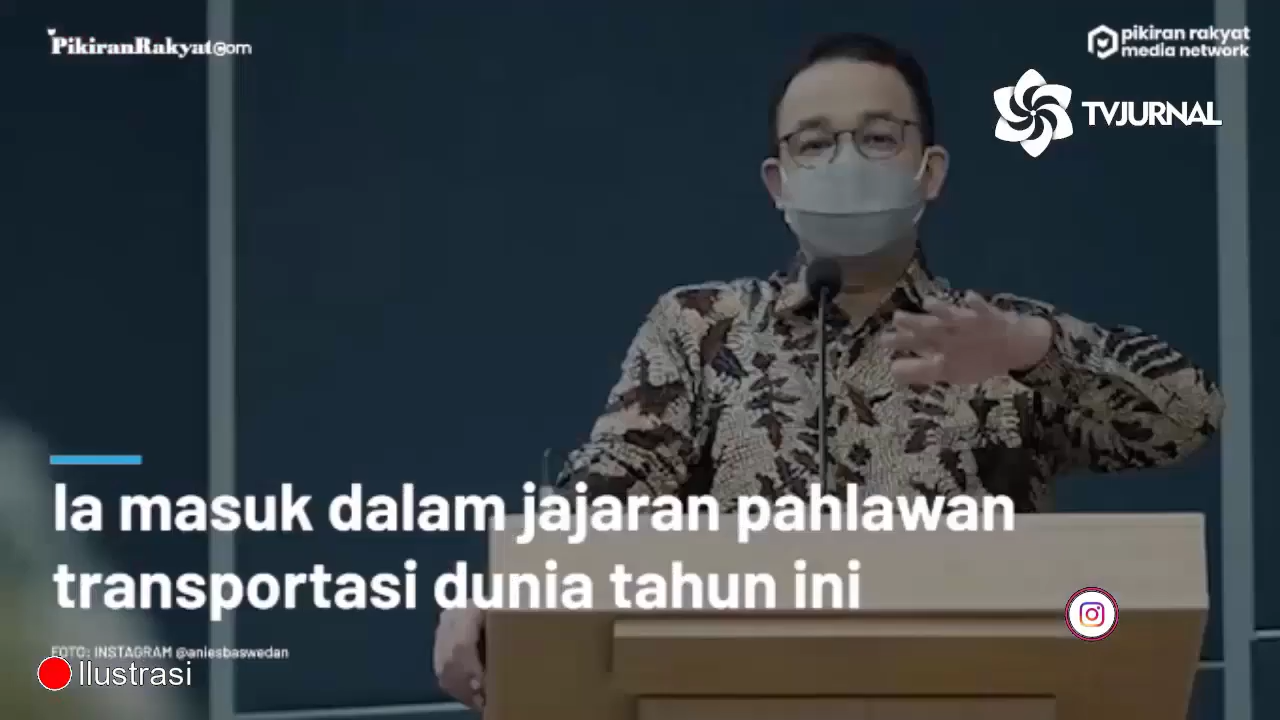 PikiranRakyat.com
pikiran rakyat
media network
TVJURNAL
Ia masuk dalam jajaran pahlawan
transportasi dunia tahun ini
FOTO: INSTAGRAM @aniesbaswedan
Ilustrasi